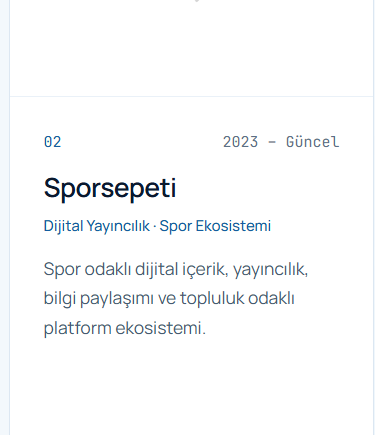 02 2023 – Güncel
Sporsepeti
Dijital Yayıncılık · Spor Ekosistemi
Spor odaklı dijital içerik, yayıncılık,
bilgi paylaşımı ve topluluk odaklı
platform ekosistemi.